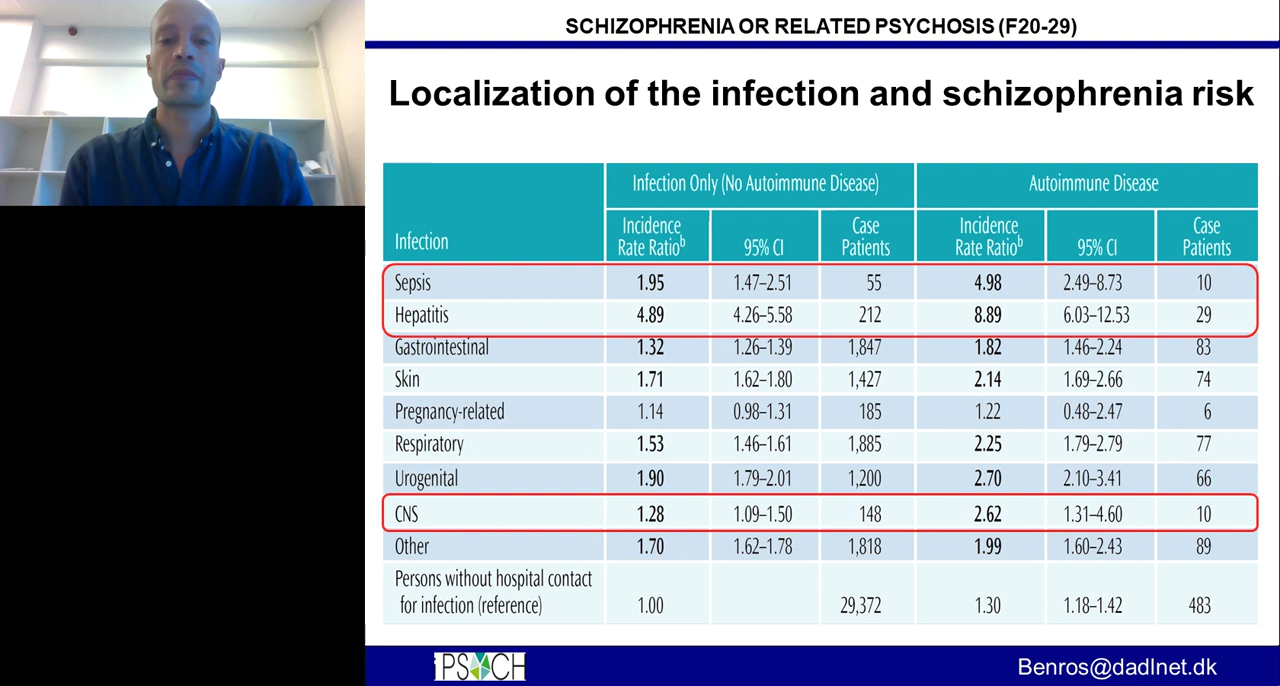 SCHIZOPHRENIA OR RELATED PSYCHOSIS (F20-29)
Localization of the infection and schizophrenia risk
Infection Only (No Autoimmune Disease) Autoimmune Disease
Infection Incidence Rate Ratiob 95% CI Case Patients Incidence Rate Ratiob 95% CI Case Patients
Sepsis 1.95 1.47–2.51 55 4.98 2.49–8.73 10
Hepatitis 4.89 4.26–5.58 212 8.89 6.03–12.53 29
Gastrointestinal 1.32 1.26–1.39 1,847 1.82 1.46–2.24 83
Skin 1.71 1.62–1.80 1,427 2.14 1.69–2.66 74
Pregnancy-related 1.14 0.98–1.31 185 1.22 0.48–2.47 6
Respiratory 1.53 1.46–1.61 1,885 2.25 1.79–2.79 77
Urogenital 1.90 1.79–2.01 1,200 2.70 2.10–3.41 66
CNS 1.28 1.09–1.50 148 2.62 1.31–4.60 10
Other 1.70 1.62–1.78 1,818 1.99 1.60–2.43 89
Persons without hospital contact
for infection (reference) 1.00 29,372 1.30 1.18–1.42 483
iPSYCH
Benros@dadlnet.dk